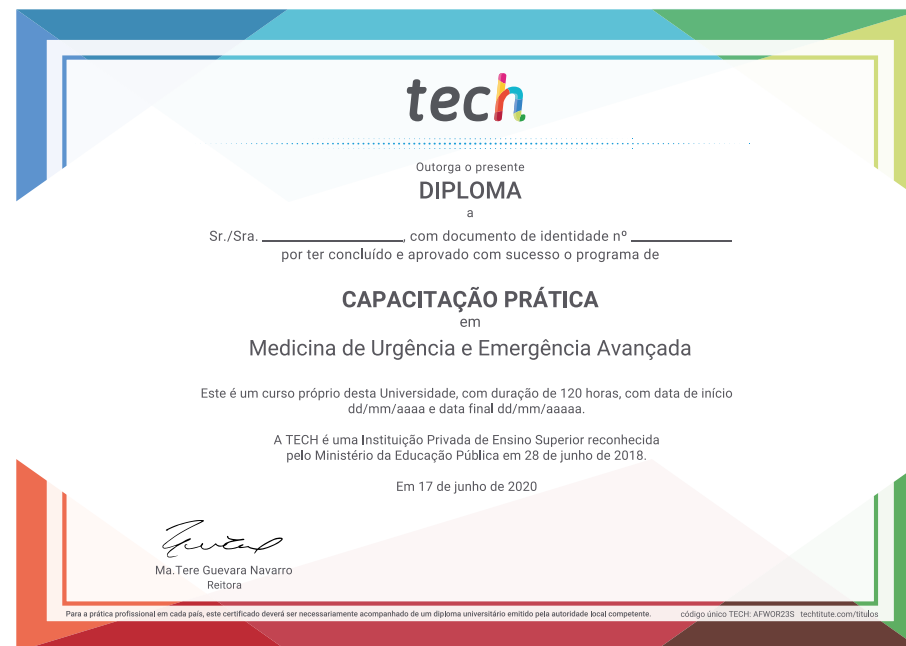 tech
Outorga o presente
DIPLOMA
a
Sr./Sra. ________________, com documento de identidade nº ____________
por ter concluído e aprovado com sucesso o programa de
CAPACITAÇÃO PRÁTICA
em
Medicina de Urgência e Emergência Avançada
Este é um curso próprio desta Universidade, com duração de 120 horas, com data de início
dd/mm/aaaa e data final dd/mm/aaaaa.
A TECH é uma Instituição Privada de Ensino Superior reconhecida
pelo Ministério da Educação Pública em 28 de junho de 2018.
Em 17 de junho de 2020
Ma.Tere Guevara Navarro
Reitora
Para a prática profissional em cada país, este certificado deverá ser necessariamente acompanhado de um diploma universitário emitido pela autoridade local competente. código único TECH: AFWOR23S techtitute.com/titulos